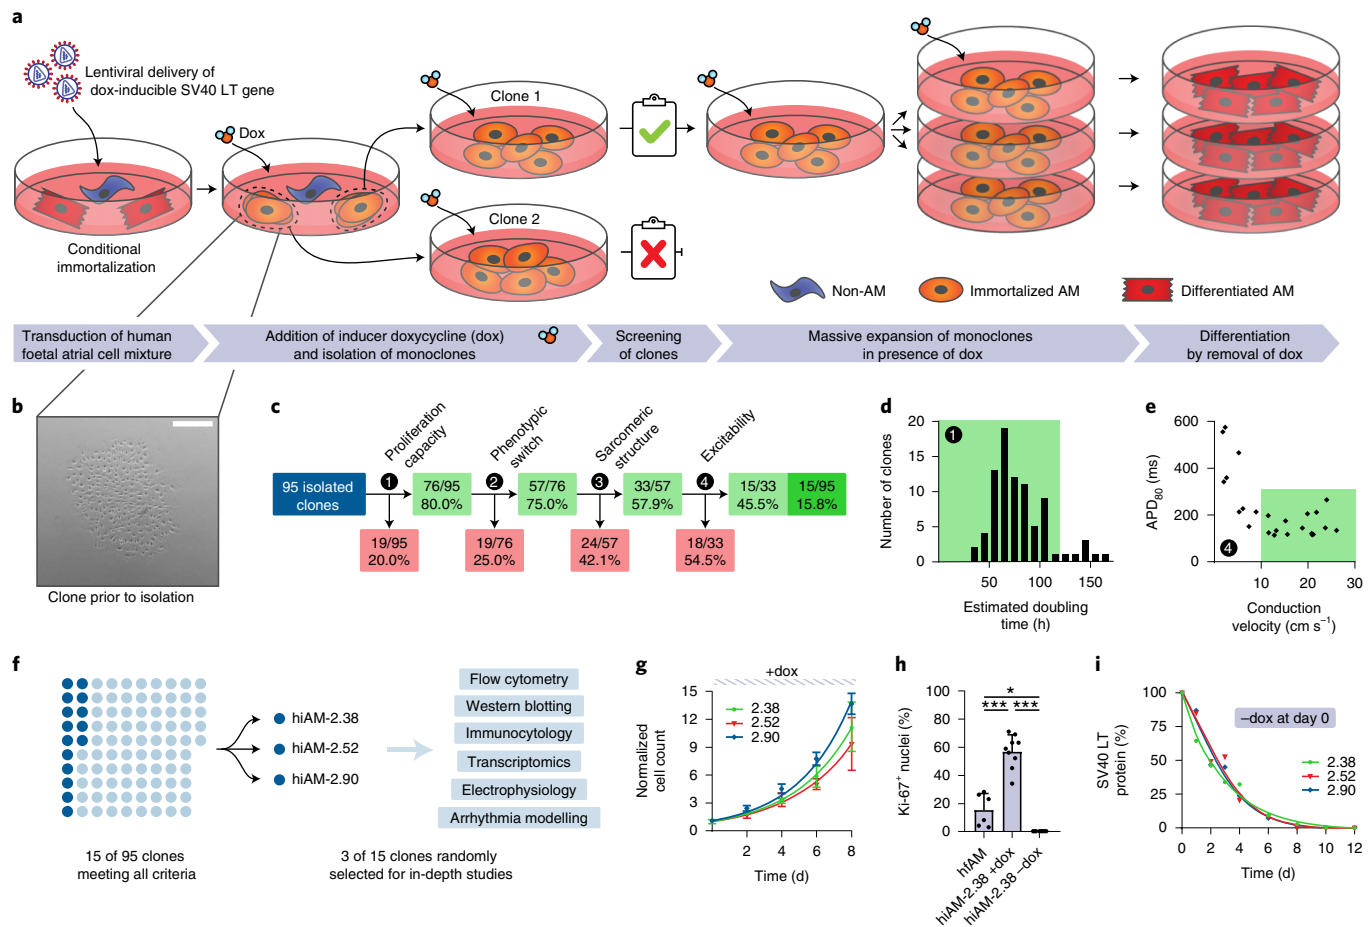 a
Lentiviral delivery of
dox-inducible SV40 LT gene
Dox
Clone 1
Clone 2
Conditional
immortalization
Non-AM
Immortalized AM
Differentiated AM
Transduction of human
foetal atrial cell mixture
Addition of inducer doxycycline (dox)
and isolation of monoclones
Screening
of clones
Massive expansion of monoclones
in presence of dox
Differentiation
by removal of dox
b
Clone prior to isolation
c
Proliferation
capacity
Phenotypic
switch
Sarcomeric
structure
Excitability
95 isolated
clones
1
76/95
80.0%
2
57/76
75.0%
3
33/57
57.9%
4
15/33
45.5%
15/95
15.8%
19/95
20.0%
19/76
25.0%
24/57
42.1%
18/33
54.5%
d
Number of clones
20
15
10
5
0
1
50
100
150
Estimated doubling
time (h)
e
APD80 (ms)
600
400
200
0
4
10
20
30
Conduction
velocity (cm s−1)
f
hiAM-2.38
hiAM-2.52
hiAM-2.90
Flow cytometry
Western blotting
Immunocytology
Transcriptomics
Electrophysiology
Arrhythmia modelling
15 of 95 clones
meeting all criteria
3 of 15 clones randomly
selected for in-depth studies
g
+dox
Normalized
cell count
15
12
9
6
3
0
2.38
2.52
2.90
2
4
6
8
Time (d)
h
Ki-67+ nuclei (%)
100
80
60
40
20
0
*
***
***
hfAM
hiAM-2.38 +dox
hiAM-2.38 −dox
i
SV40 LT
protein (%)
100
75
50
25
0
−dox at day 0
2.38
2.52
2.90
0
2
4
6
8
10
12
Time (d)